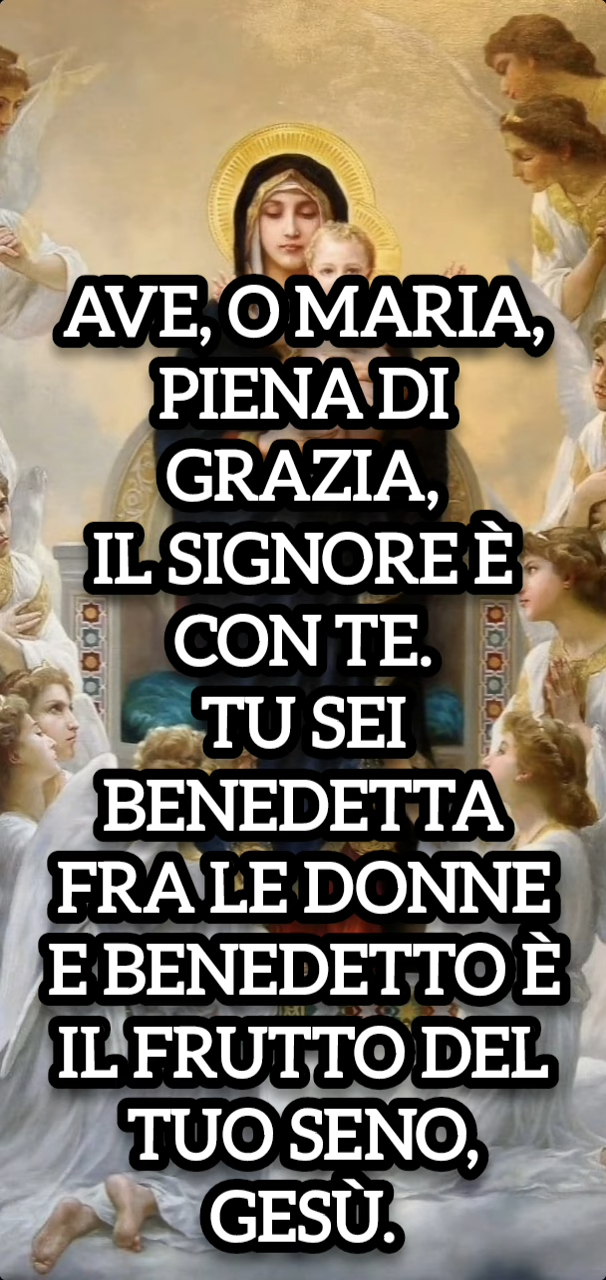 AVE, O MARIA,
PIENA DI
GRAZIA,
IL SIGNORE È
CON TE.
TU SEI
BENEDETTA
FRA LE DONNE
E BENEDETTO È
IL FRUTTO DEL
TUO SENO,
GESÙ.